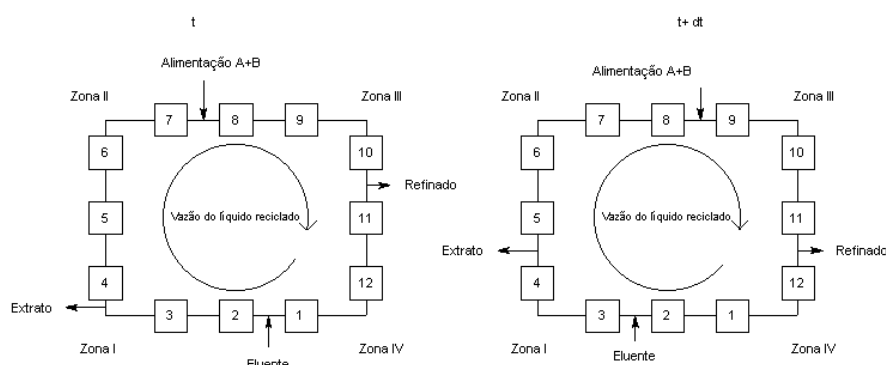 t
Alimentação A+B
Zona II
Zona III
7
8
9
6
10
Refinado
5
Vazão do líquido reciclado
11
4
12
Extrato
3
2
1
Zona I
Zona IV
Eluente
t+ dt
Alimentação A+B
Zona II
Zona III
7
8
9
6
10
5
Vazão do líquido reciclado
11
Extrato
Refinado
4
12
3
2
1
Zona I
Eluente
Zona IV